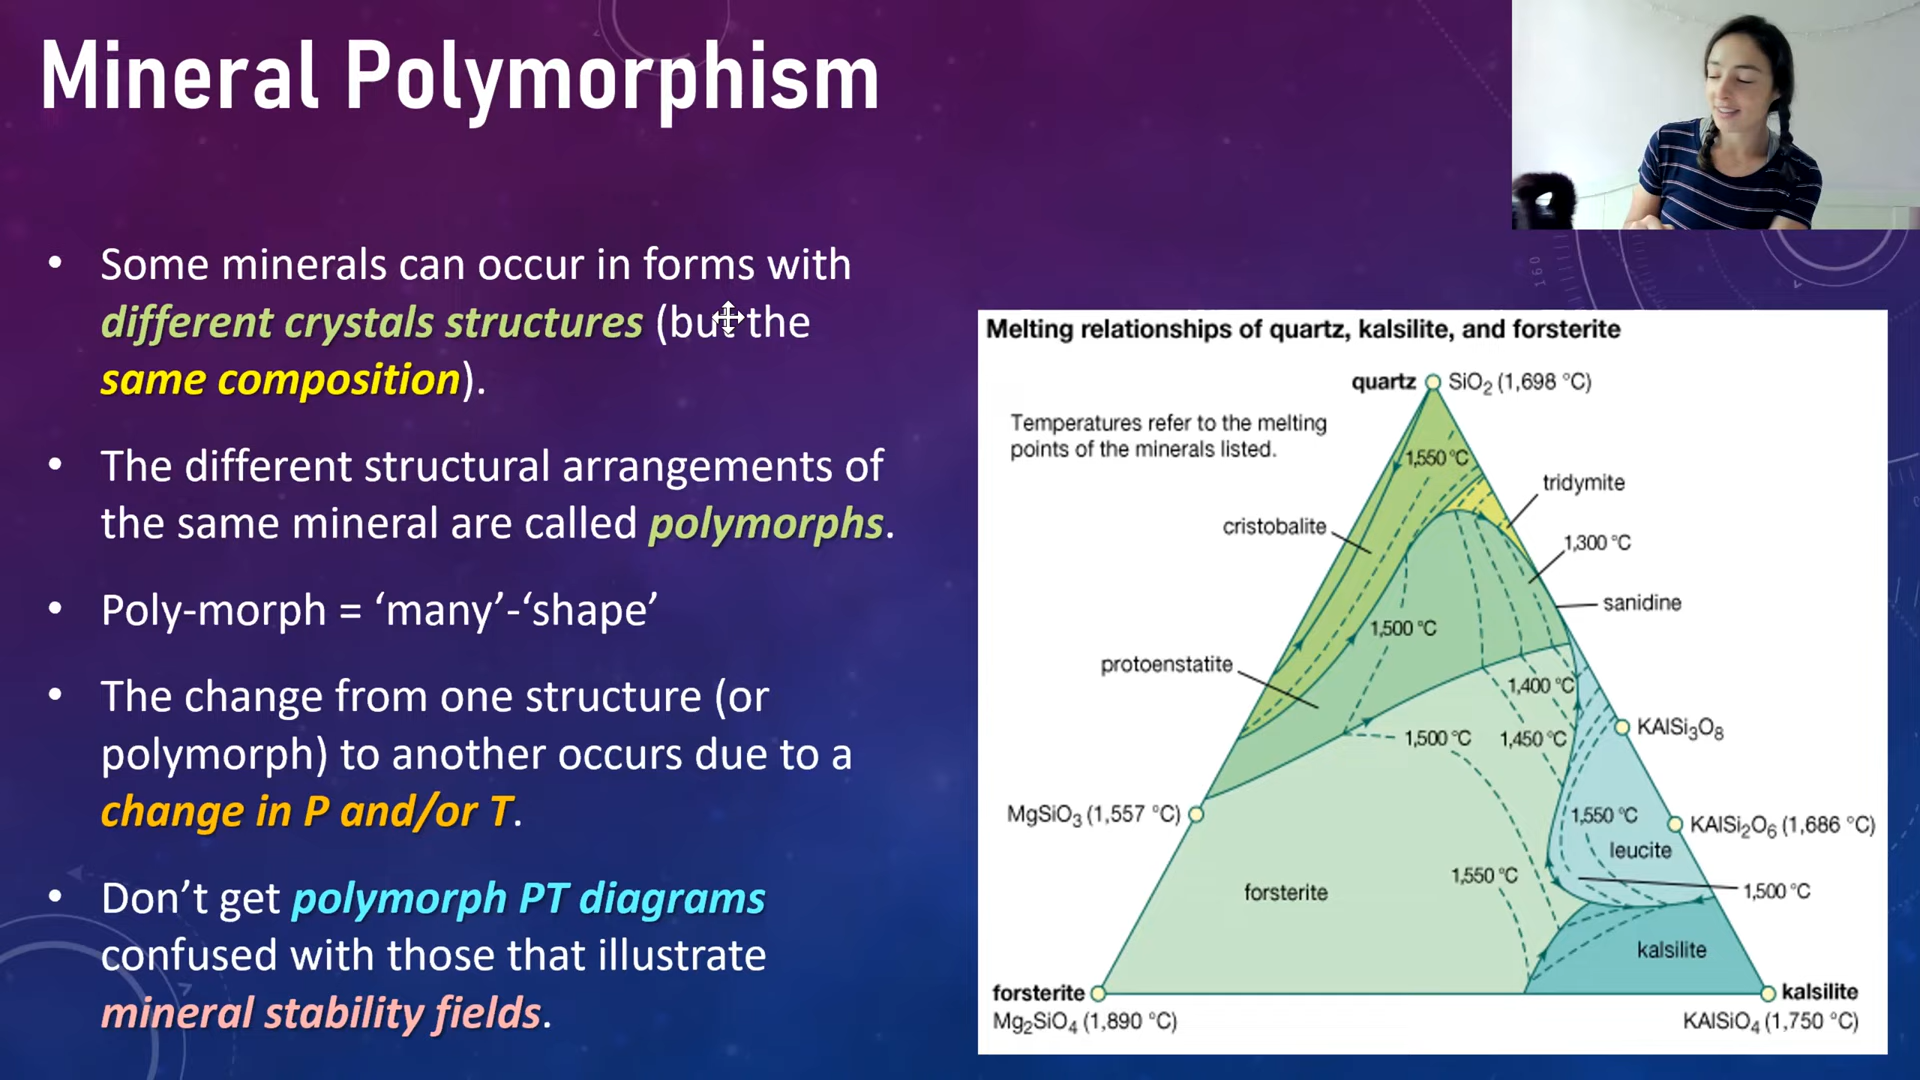 Mineral Polymorphism
• Some minerals can occur in forms with
different crystals structures (but the
same composition).
• The different structural arrangements of
the same mineral are called polymorphs.
• Poly-morph = ‘many’-‘shape’
• The change from one structure (or
polymorph) to another occurs due to a
change in P and/or T.
• Don’t get polymorph PT diagrams
confused with those that illustrate
mineral stability fields.
160
Melting relationships of quartz, kalsilite, and forsterite
quartz SiO₂ (1,698 °C)
Temperatures refer to the melting
points of the minerals listed.
1,550 °C
tridymite
cristobalite
1,300 °C
sanidine
1,500 °C
protoenstatite
1,400 °C
KAlSi₃O₈
1,500 °C
1,450 °C
MgSiO₃ (1,557 °C)
1,550 °C
KAlSi₂O₆ (1,686 °C)
leucite
1,550 °C
1,500 °C
forsterite
kalsilite
forsterite
Mg₂SiO₄ (1,890 °C)
kalsilite
KAlSiO₄ (1,750 °C)